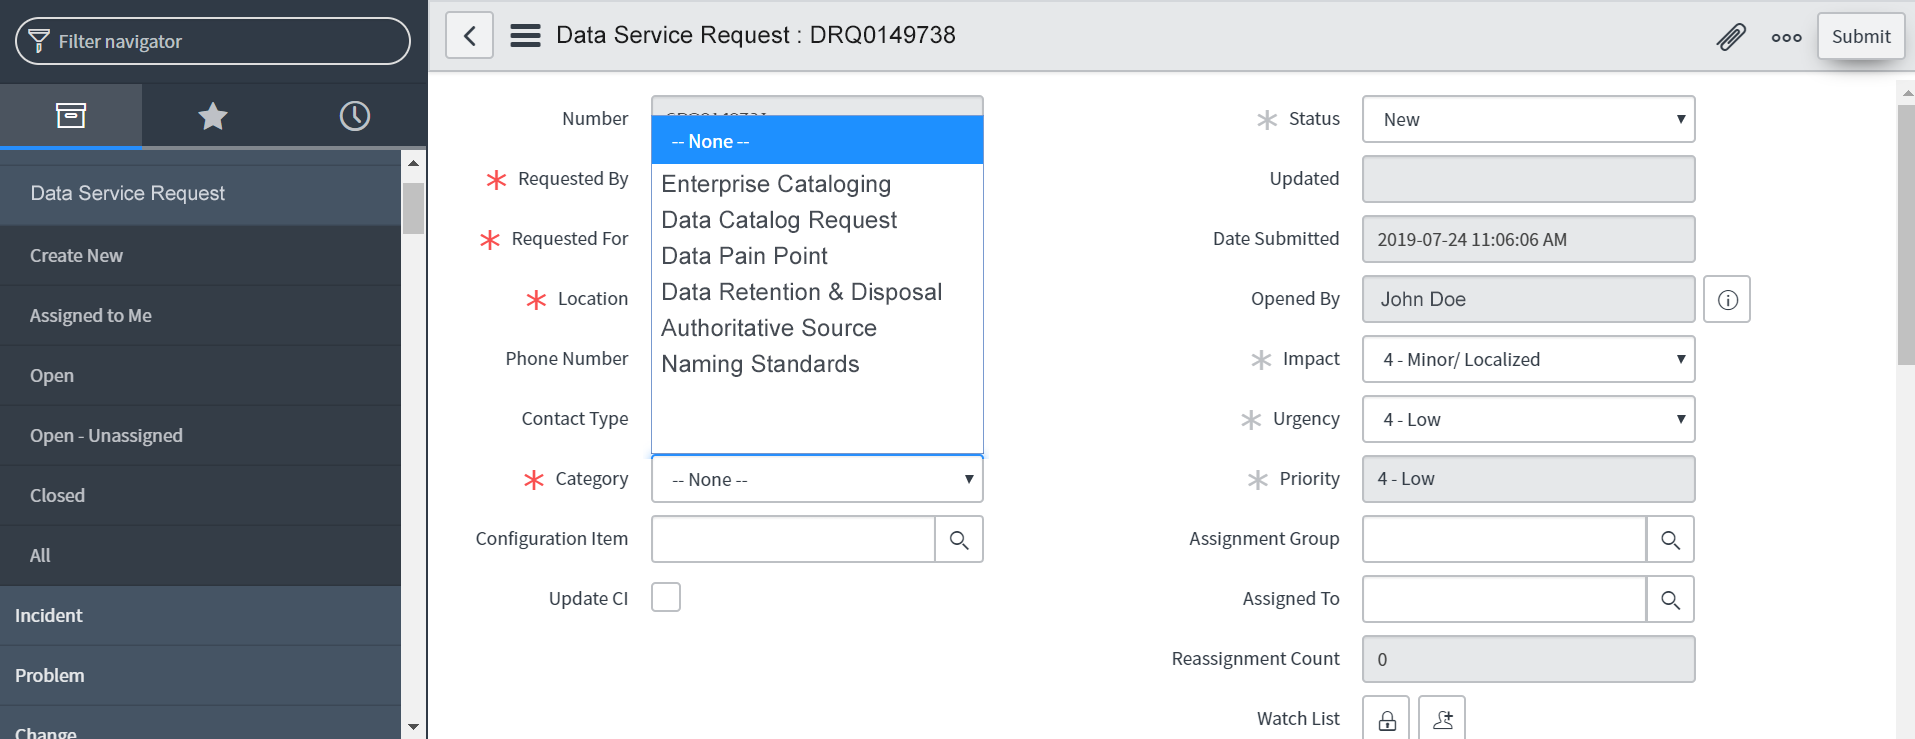 Filter navigator
Data Service Request
Create New
Assigned to Me
Open
Open - Unassigned
Closed
All
Incident
Problem
Change
Data Service Request : DRQ0149738
Submit
Number
-- None --
Requested By
Enterprise Cataloging
Data Catalog Request
Requested For
Data Pain Point
Location
Data Retention & Disposal
Authoritative Source
Phone Number
Naming Standards
Contact Type
Category
-- None --
Configuration Item
Update CI
Status
New
Updated
Date Submitted
2019-07-24 11:06:06 AM
Opened By
John Doe
Impact
4 - Minor/ Localized
Urgency
4 - Low
Priority
4 - Low
Assignment Group
Assigned To
Reassignment Count
0
Watch List